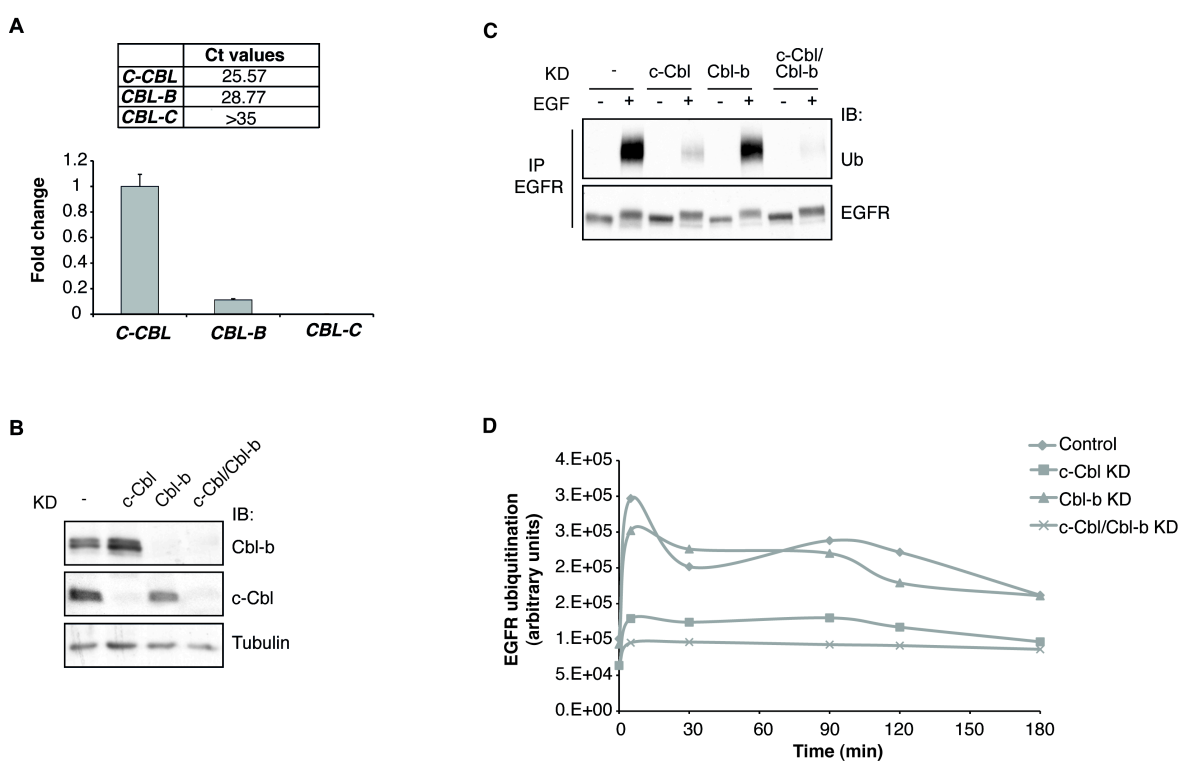 A
Ct values
C-CBL 25.57
CBL-B 28.77
CBL-C >35
Fold change
1.2
1
0.8
0.6
0.4
0.2
0
C-CBL CBL-B CBL-C
B
KD - c-Cbl Cbl-b c-Cbl/Cbl-b
IB:
Cbl-b
c-Cbl
Tubulin
C
KD - c-Cbl Cbl-b c-Cbl/
Cbl-b
EGF - + - + - + - +
IB:
IP
EGFR
Ub
EGFR
D
EGFR ubiquitination
(arbitrary units)
4.E+05
3.E+05
3.E+05
2.E+05
2.E+05
1.E+05
5.E+04
0.E+00
0 30 60 90 120 150 180
Time (min)
Control
c-Cbl KD
Cbl-b KD
c-Cbl/Cbl-b KD